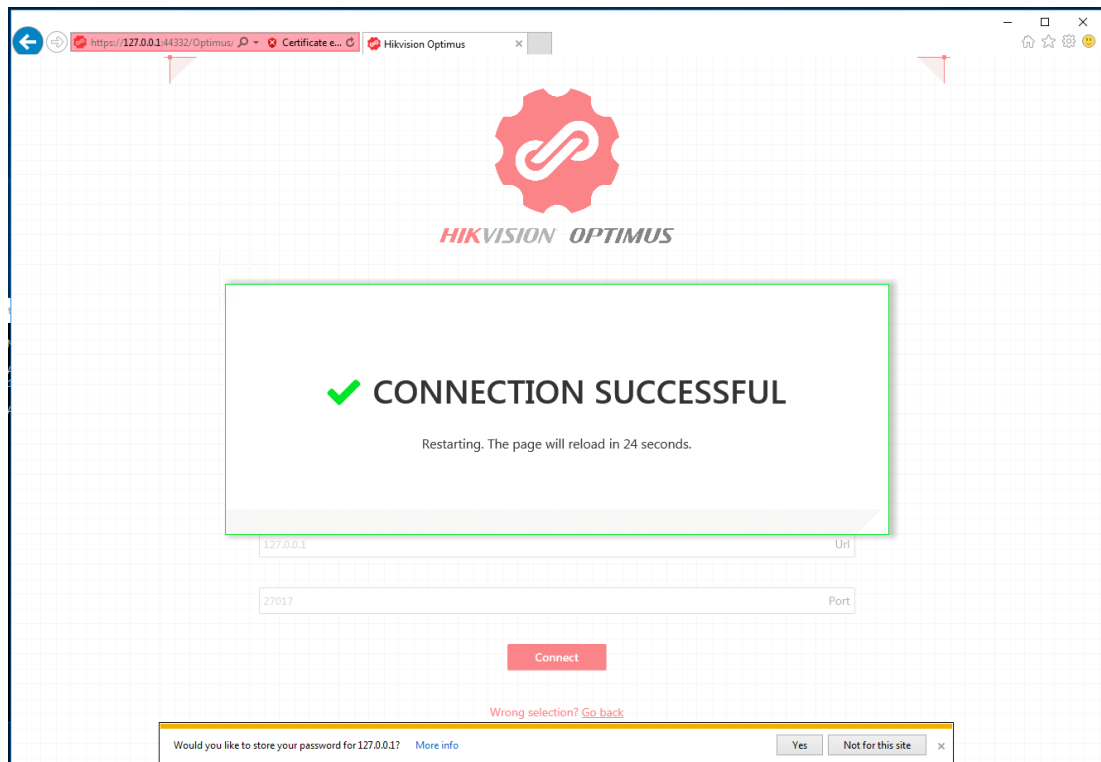 https://127.0.0.1:44332/Optimus/ Certificate e... Hikvision Optimus
HIKVISION OPTIMUS
CONNECTION SUCCESSFUL
Restarting. The page will reload in 24 seconds.
127.0.0.1 Url
27017 Port
Connect
Wrong selection? Go back
Would you like to store your password for 127.0.0.1? More info Yes Not for this site